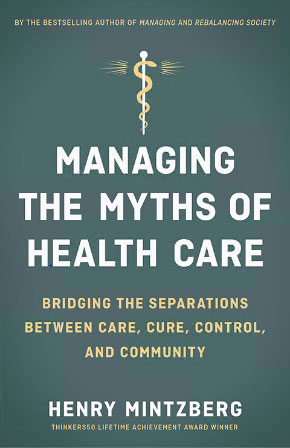 BY THE BESTSELLING AUTHOR OF MANAGING AND REBALANCING SOCIETY
MANAGING
THE MYTHS OF
HEALTH CARE
BRIDGING THE SEPARATIONS
BETWEEN CARE, CURE, CONTROL,
AND COMMUNITY
HENRY MINTZBERG
THINKERS50 LIFETIME ACHIEVEMENT AWARD WINNER